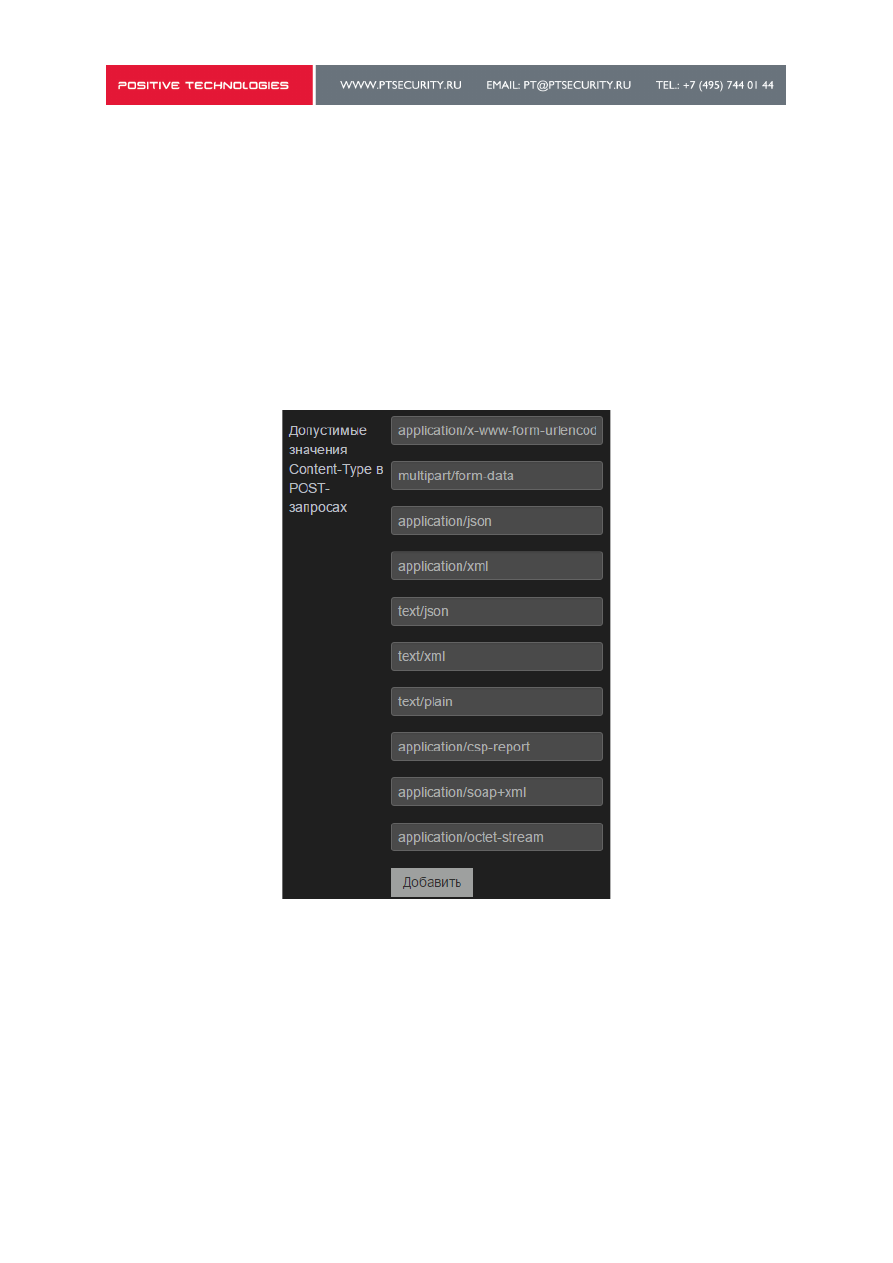 POSITIVE TECHNOLOGIES WWW.PTSECURITY.RU EMAIL: PT@PTSECURITY.RU TEL.: +7 (495) 744 01 44
Допустимые
значения
Content-Type в
POST-
запросах
application/x-www-form-urlencod
multipart/form-data
application/json
application/xml
text/json
text/xml
text/plain
application/csp-report
application/soap+xml
application/octet-stream
Добавить